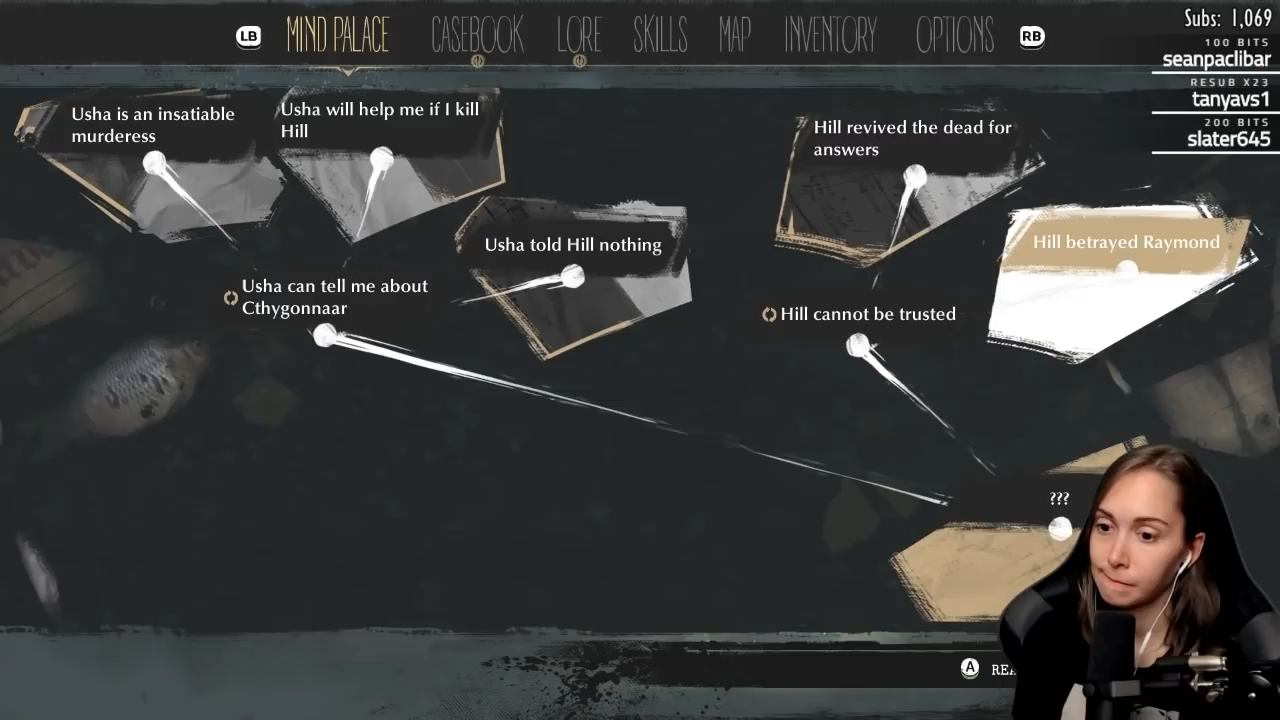 LB MIND PALACE CASEBOOK LORE SKILLS MAP INVENTORY OPTIONS RB
Subs: 1,069
100 BITS
seanpaclibar
RESUB X23
tanyavs1
200 BITS
slater645
Usha is an insatiable
murderess
Usha will help me if I kill
Hill
Hill revived the dead for
answers
Usha told Hill nothing
Hill betrayed Raymond
Usha can tell me about
Cthygonnaar
Hill cannot be trusted
???
A